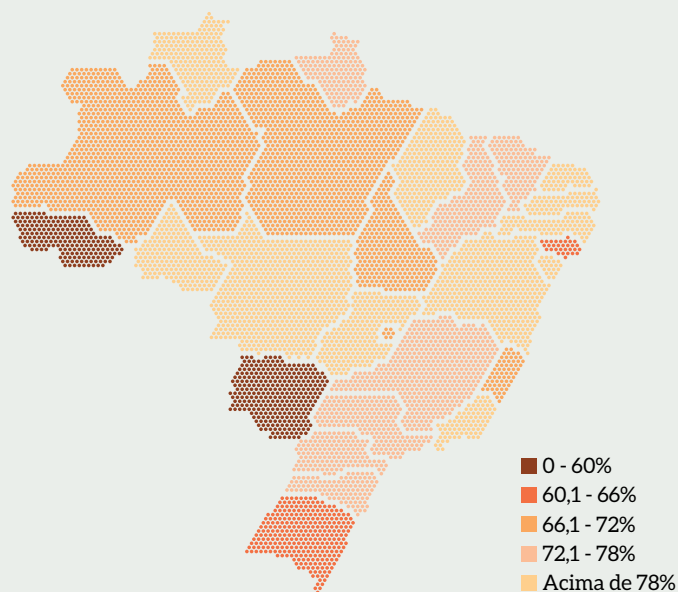 0 - 60%
60,1 - 66%
66,1 - 72%
72,1 - 78%
Acima de 78%